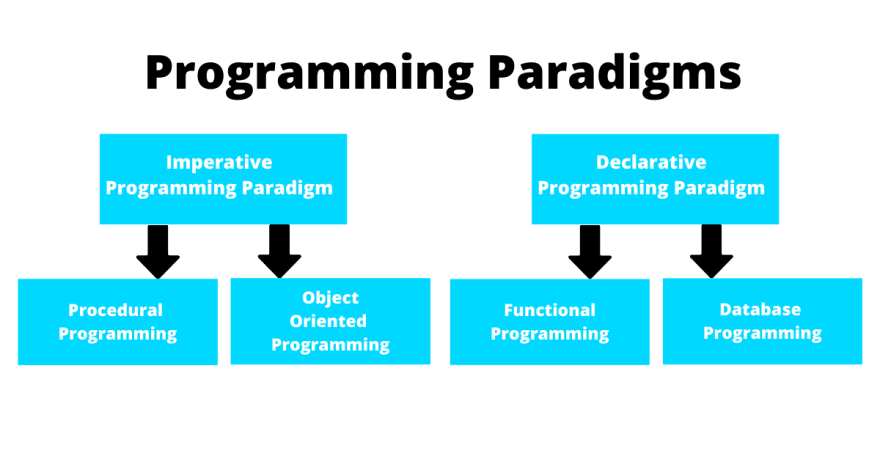 Programming Paradigms
Imperative
Programming Paradigm
Declarative
Programming Paradigm
Procedural
Programming
Object
Oriented
Programming
Functional
Programming
Database
Programming